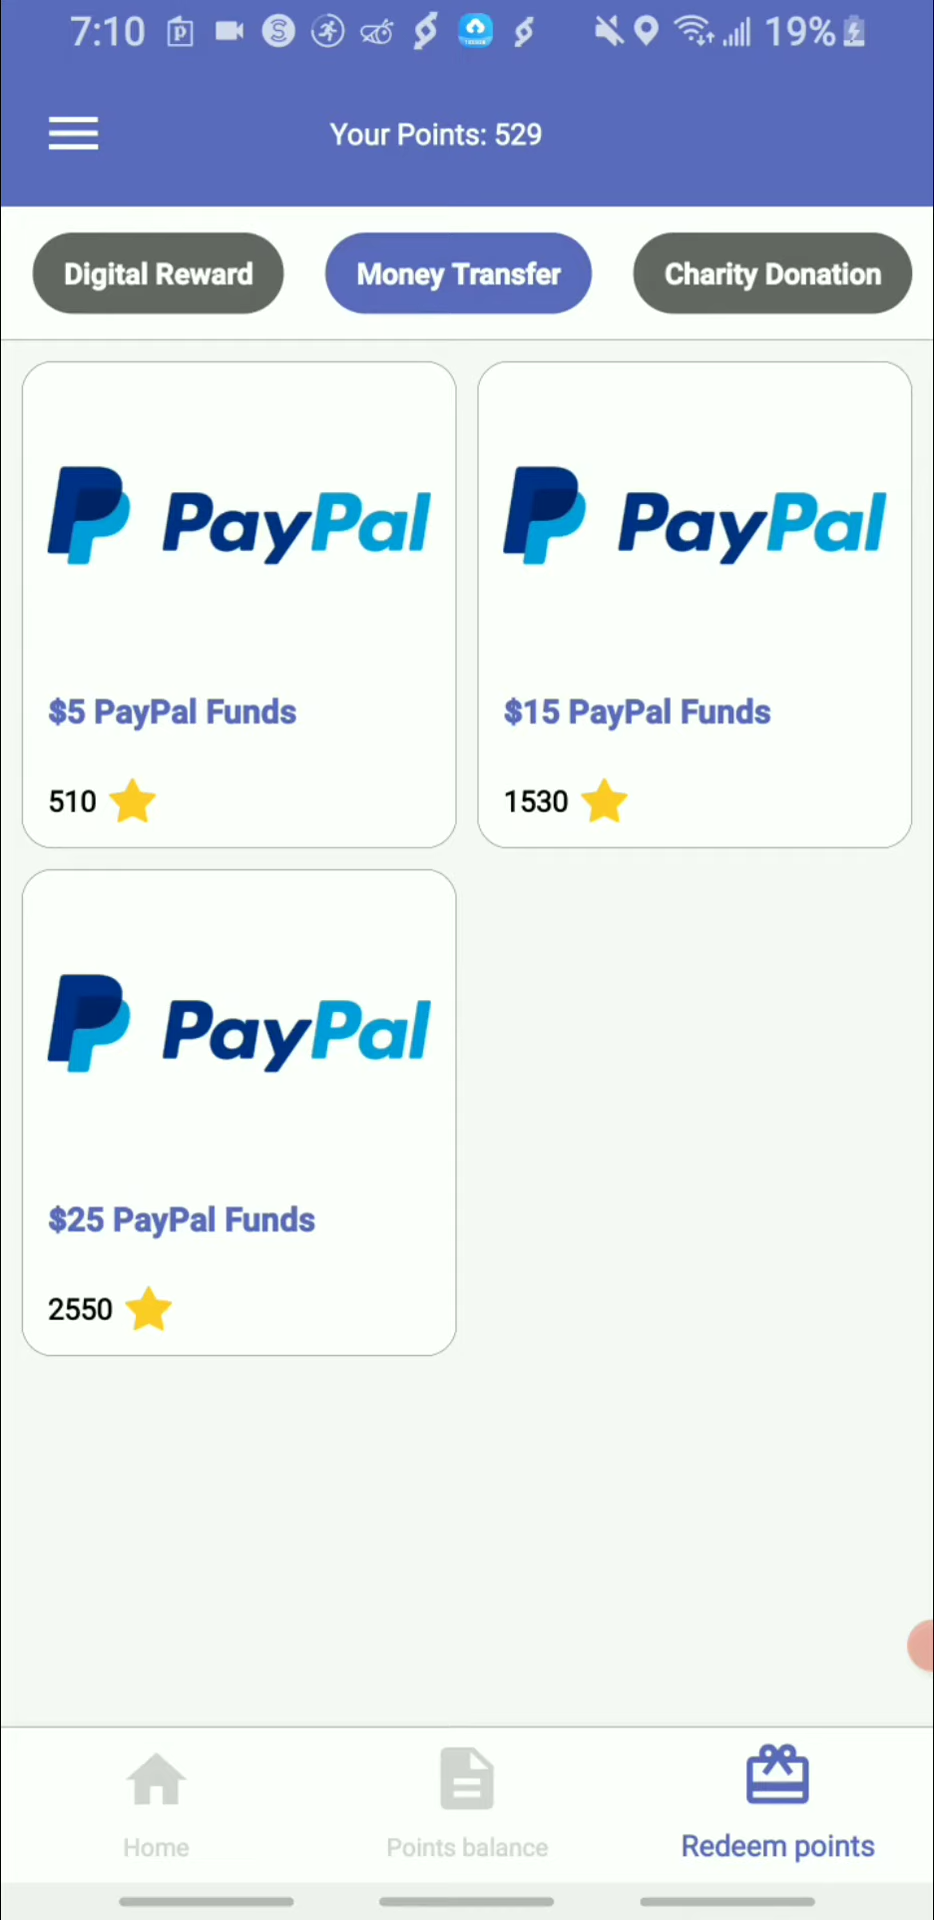 7:10 19%
Your Points: 529
Digital Reward Money Transfer Charity Donation
PayPal PayPal
$5 PayPal Funds $15 PayPal Funds
510 1530
PayPal
$25 PayPal Funds
2550
Home Points balance Redeem points